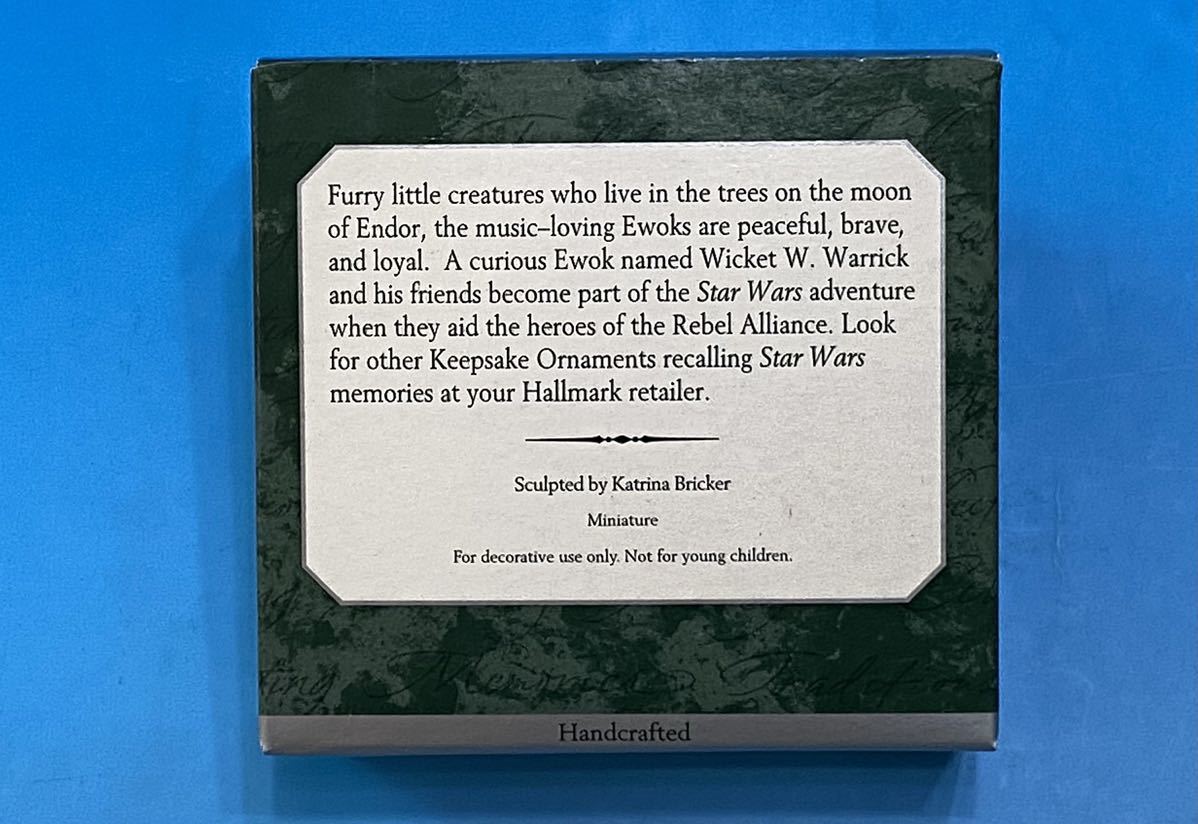 Furry little creatures who live in the trees on the moon
of Endor, the music–loving Ewoks are peaceful, brave,
and loyal.  A curious Ewok named Wicket W. Warrick
and his friends become part of the Star Wars adventure
when they aid the heroes of the Rebel Alliance. Look
for other Keepsake Ornaments recalling Star Wars
memories at your Hallmark retailer.
Sculpted by Katrina Bricker
Miniature
For decorative use only. Not for young children.
Handcrafted